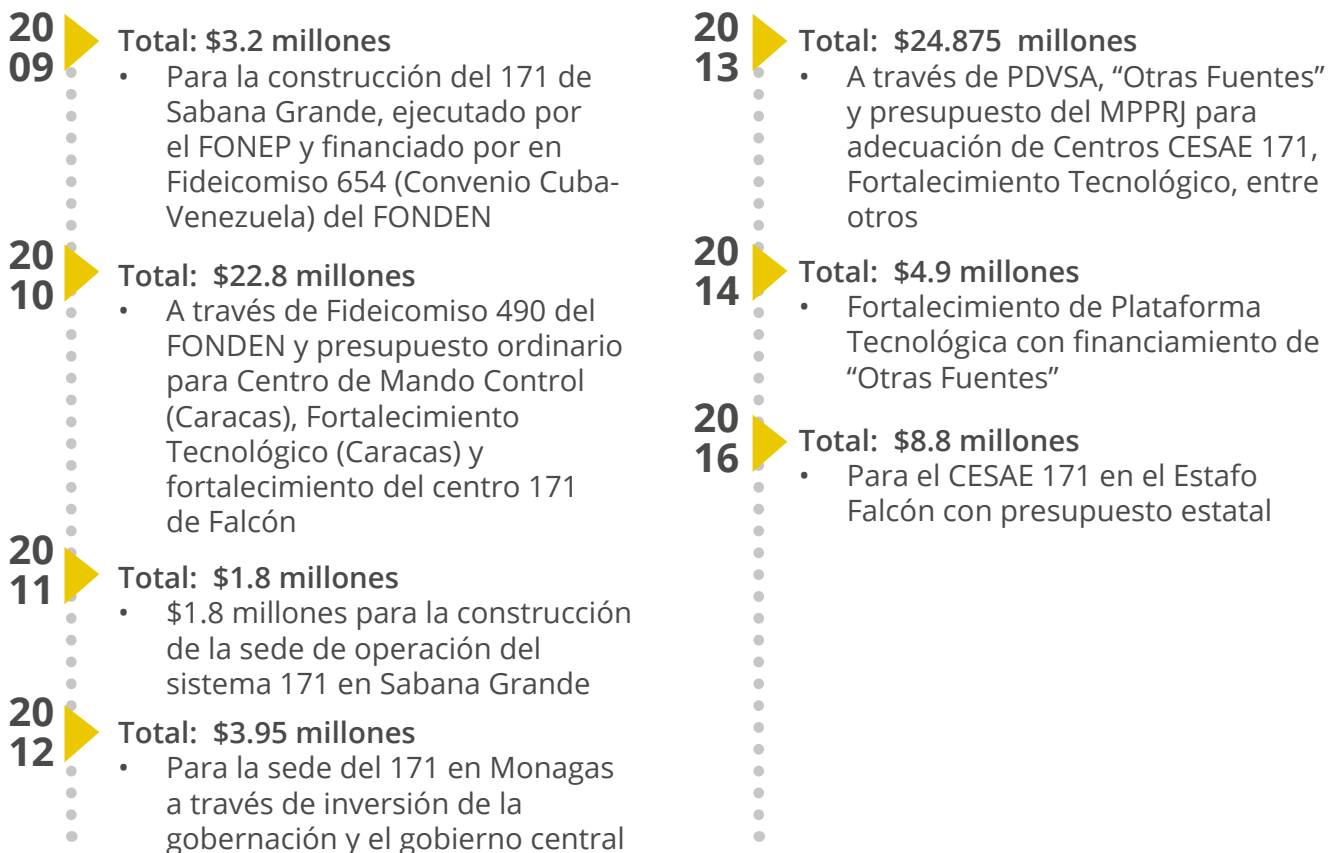 20
09
Total: $3.2 millones
• Para la construcción del 171 de
Sabana Grande, ejecutado por
el FONEP y financiado por en
Fideicomiso 654 (Convenio Cuba-
Venezuela) del FONDEN
20
10
Total: $22.8 millones
• A través de Fideicomiso 490 del
FONDEN y presupuesto ordinario
para Centro de Mando Control
(Caracas), Fortalecimiento
Tecnológico (Caracas) y
fortalecimiento del centro 171
de Falcón
20
11
Total: $1.8 millones
• $1.8 millones para la construcción
de la sede de operación del
sistema 171 en Sabana Grande
20
12
Total: $3.95 millones
• Para la sede del 171 en Monagas
a través de inversión de la
gobernación y el gobierno central
20
13
Total: $24.875 millones
• A través de PDVSA, “Otras Fuentes”
y presupuesto del MPPRJ para
adecuación de Centros CESAE 171,
Fortalecimiento Tecnológico, entre
otros
20
14
Total: $4.9 millones
• Fortalecimiento de Plataforma
Tecnológica con financiamiento de
“Otras Fuentes”
20
16
Total: $8.8 millones
• Para el CESAE 171 en el Estafo
Falcón con presupuesto estatal